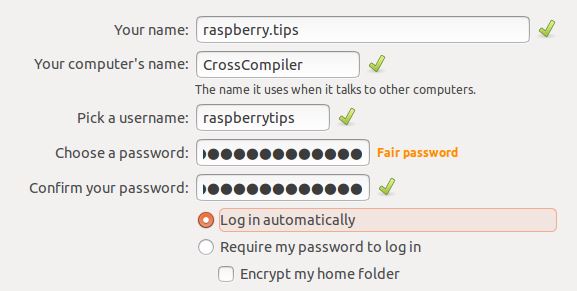 Your name: raspberry.tips
Your computer's name: CrossCompiler
The name it uses when it talks to other computers.
Pick a username: raspberrytips
Choose a password: Fair password
Confirm your password:
Log in automatically
Require my password to log in
Encrypt my home folder